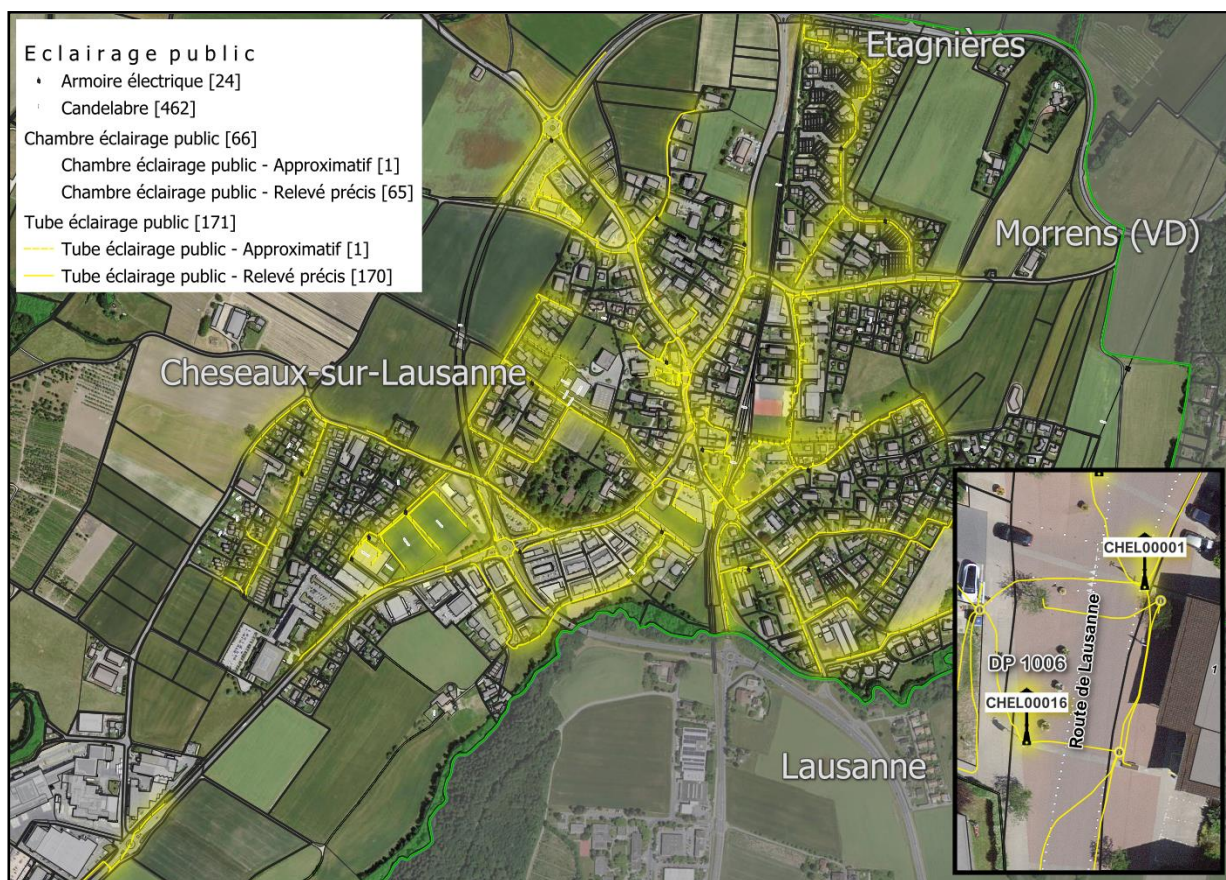 Eclairage public
Armoire électrique [24]
Candelabre [462]
Chambre éclairage public [66]
Chambre éclairage public - Approximatif [1]
Chambre éclairage public - Relevé précis [65]
Tube éclairage public [171]
Tube éclairage public - Approximatif [1]
Tube éclairage public - Relevé précis [170]
Etagnières
Morrens (VD)
Cheseaux-sur-Lausanne
Lausanne
CHEL00001
DP 1006
Route de Lausanne
CHEL00016
1